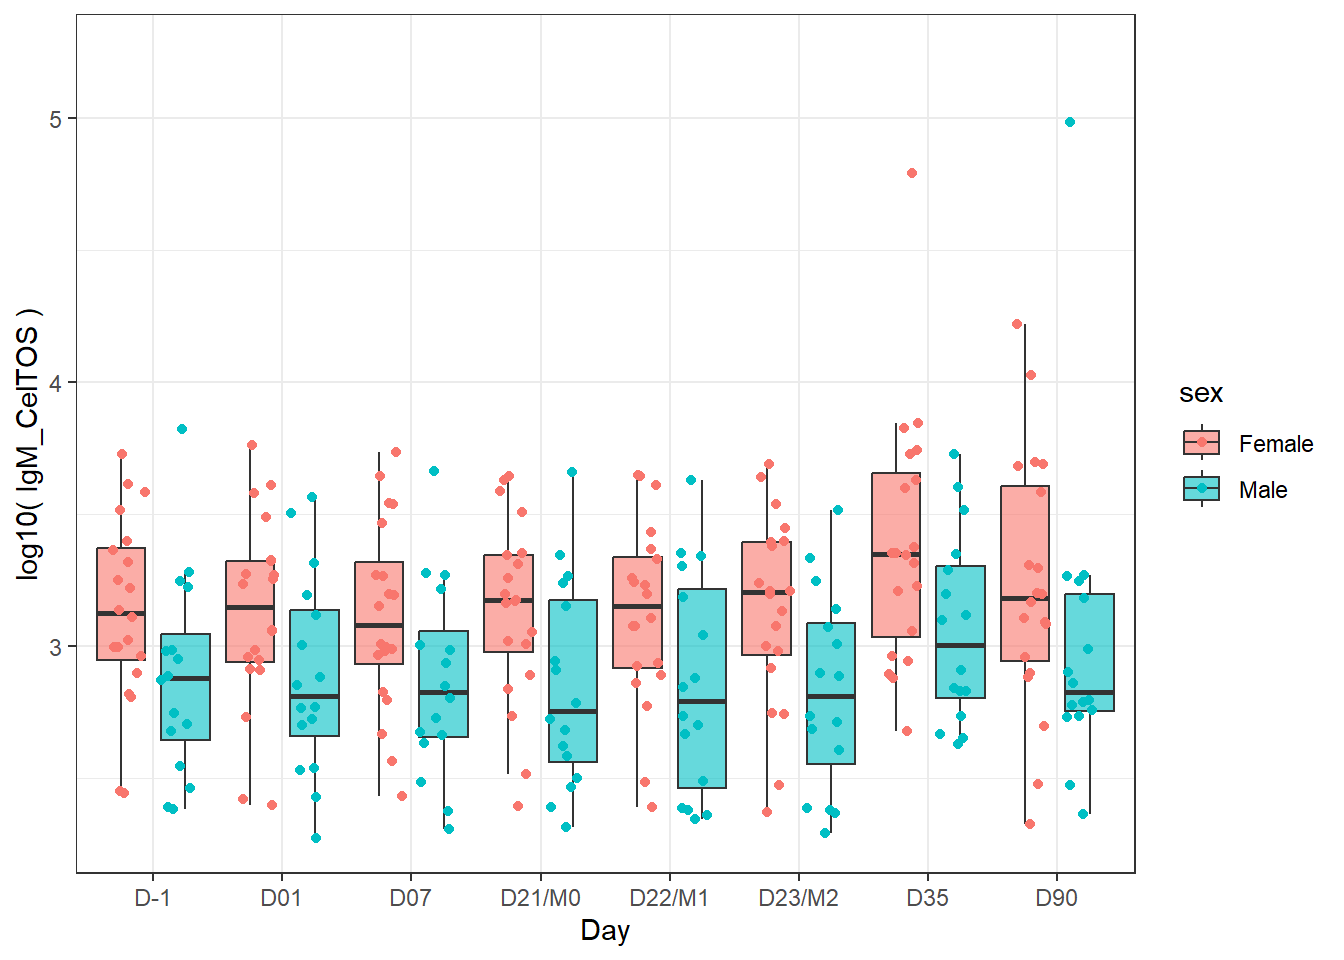 log10( IgM_CelTOS )
5
4
3
D-1 D01 D07 D21/M0 D22/M1 D23/M2 D35 D90
Day
sex
Female
Male